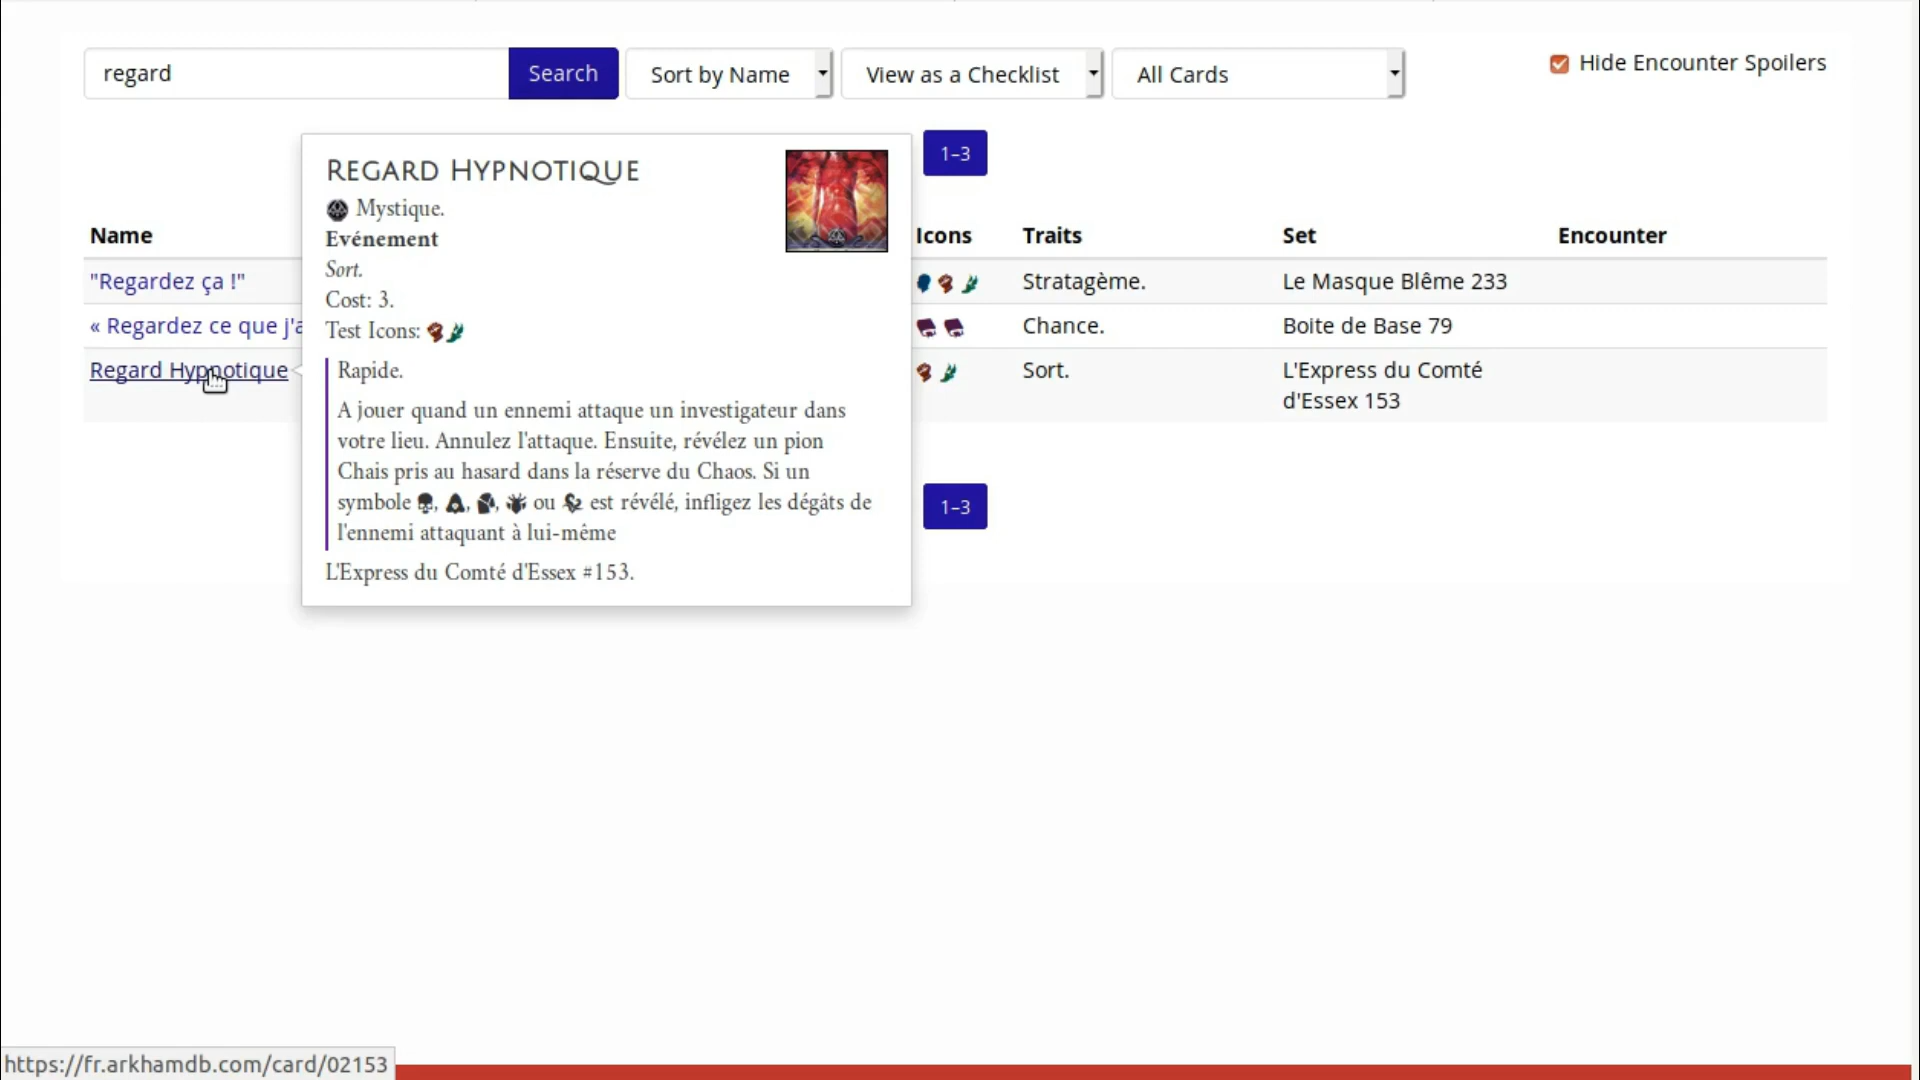 regard
Search
Sort by Name
View as a Checklist
All Cards
Hide Encounter Spoilers
1–3
Name
Icons
Traits
Set
Encounter
"Regardez ça !"
Stratagème.
Le Masque Blême 233
« Regardez ce que j'a
Chance.
Boite de Base 79
Regard Hypnotique
Sort.
L'Express du Comté
d'Essex 153
Regard Hypnotique
Mystique.
Evénement
Sort.
Cost: 3.
Test Icons:
Rapide.
A jouer quand un ennemi attaque un investigateur dans
votre lieu. Annulez l'attaque. Ensuite, révélez un pion
Chais pris au hasard dans la réserve du Chaos. Si un
symbole , , , ou est révélé, infligez les dégâts de
l'ennemi attaquant à lui-même
L'Express du Comté d'Essex #153.
1–3
https://fr.arkhamdb.com/card/02153